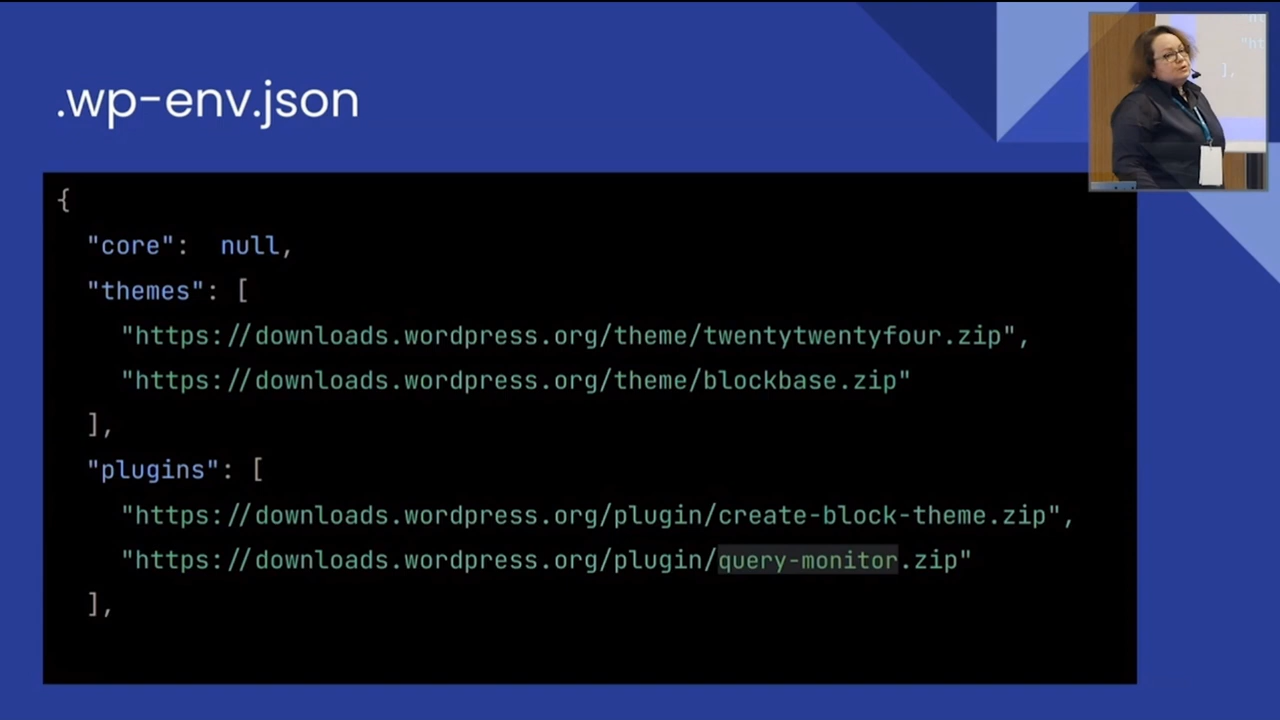 .wp-env.json
{
"core":  null,
"themes": [
"https://downloads.wordpress.org/theme/twentytwentyfour.zip",
"https://downloads.wordpress.org/theme/blockbase.zip"
],
"plugins": [
"https://downloads.wordpress.org/plugin/create-block-theme.zip",
"https://downloads.wordpress.org/plugin/query-monitor.zip"
],
"ht
],